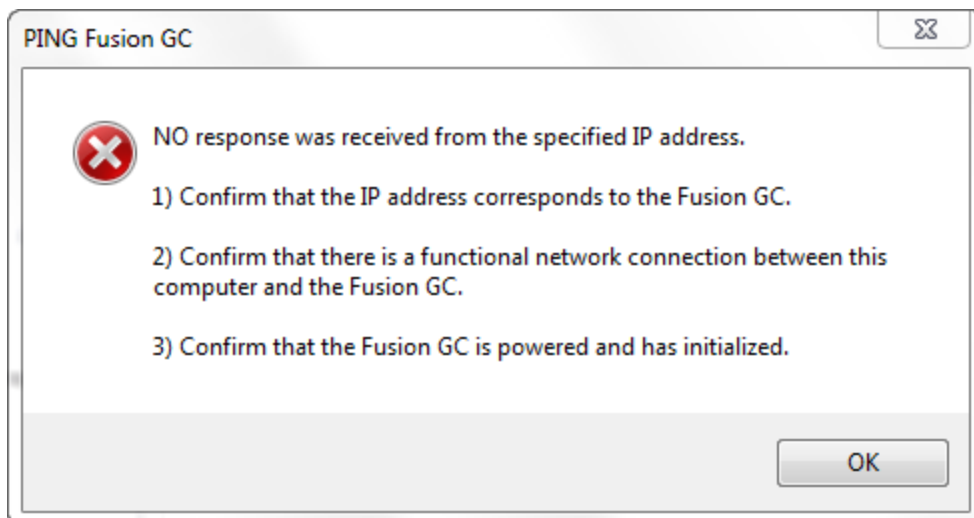 PING Fusion GC
NO response was received from the specified IP address.
1) Confirm that the IP address corresponds to the Fusion GC.
2) Confirm that there is a functional network connection between this
computer and the Fusion GC.
3) Confirm that the Fusion GC is powered and has initialized.
OK